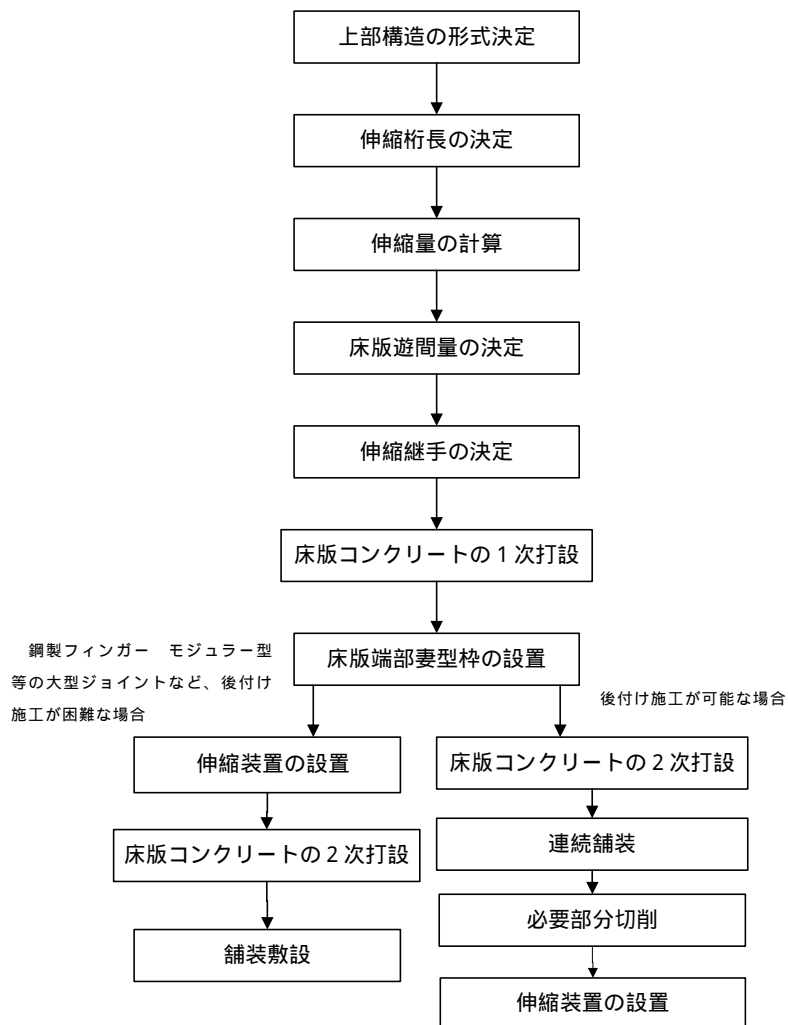 上部構造の形式決定
伸縮桁長の決定
伸縮量の計算
床版遊間量の決定
伸縮継手の決定
床版コンクリートの1次打設
床版端部妻型枠の設置
鋼製フィンガー　モジュラー型
等の大型ジョイントなど、後付け
施工が困難な場合
後付け施工が可能な場合
伸縮装置の設置
床版コンクリートの2次打設
舗装敷設
床版コンクリートの2次打設
連続舗装
必要部分切削
伸縮装置の設置